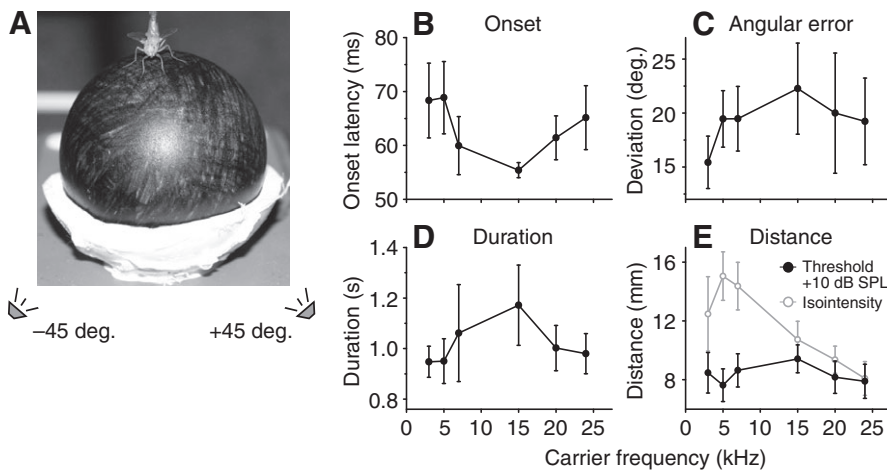 A
–45 deg.
+45 deg.
B
Onset
Onset latency (ms)
80
70
60
50
C
Angular error
Deviation (deg.)
25
20
15
D
Duration
Duration (s)
1.4
1.2
1.0
0.8
0 5 10 15 20 25
E
Distance
Distance (mm)
16
12
8
Threshold
+10 dB SPL
Isointensity
0 5 10 15 20 25
Carrier frequency (kHz)